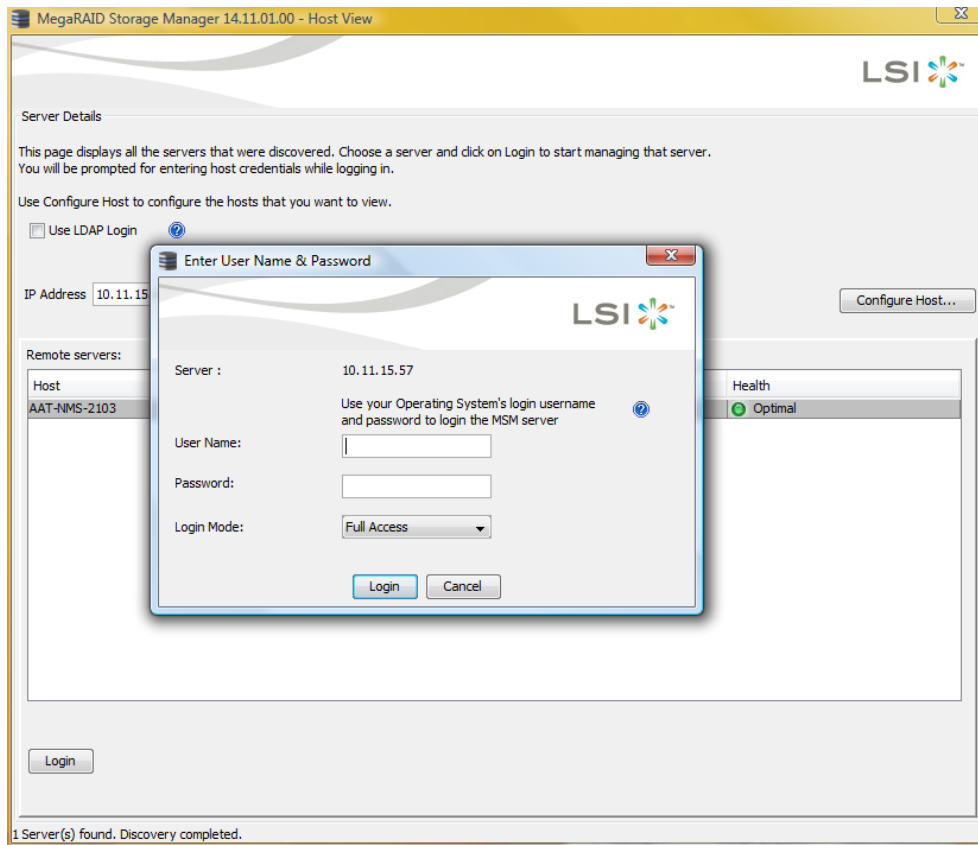 MegaRAID Storage Manager 14.11.01.00 - Host View
LSI
Server Details
This page displays all the servers that were discovered. Choose a server and click on Login to start managing that server.
You will be prompted for entering host credentials while logging in.
Use Configure Host to configure the hosts that you want to view.
Use LDAP Login
IP Address 10.11.15
Configure Host...
Remote servers:
Host Health
AAT-NMS-2103 Optimal
Enter User Name & Password
LSI
Server : 10.11.15.57
Use your Operating System's login username
and password to login the MSM server
User Name:
Password:
Login Mode: Full Access
Login Cancel
Login
1 Server(s) found. Discovery completed.